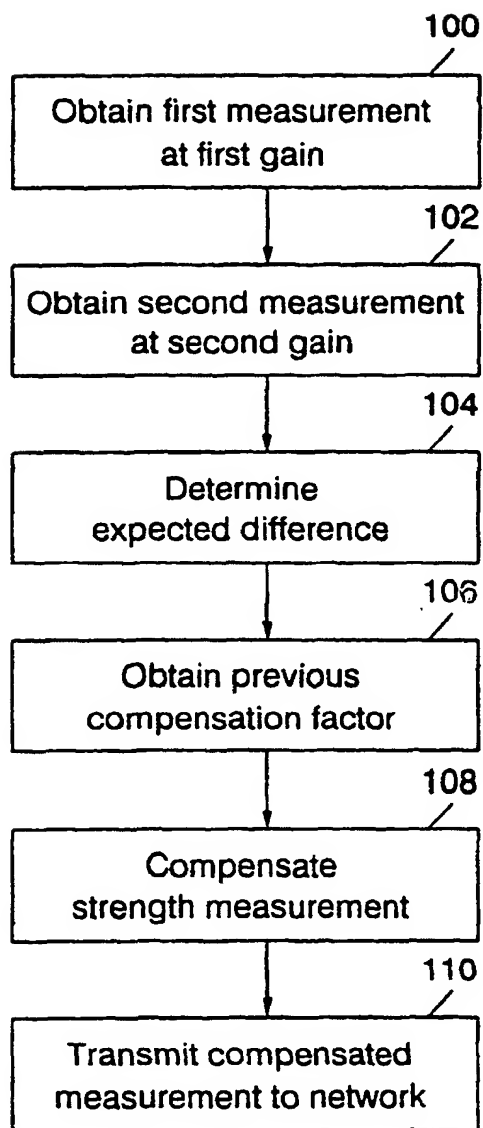 100
Obtain first measurement
at first gain
102
Obtain second measurement
at second gain
104
Determine
expected difference
106
Obtain previous
compensation factor
108
Compensate
strength measurement
110
Transmit compensated
measurement to network